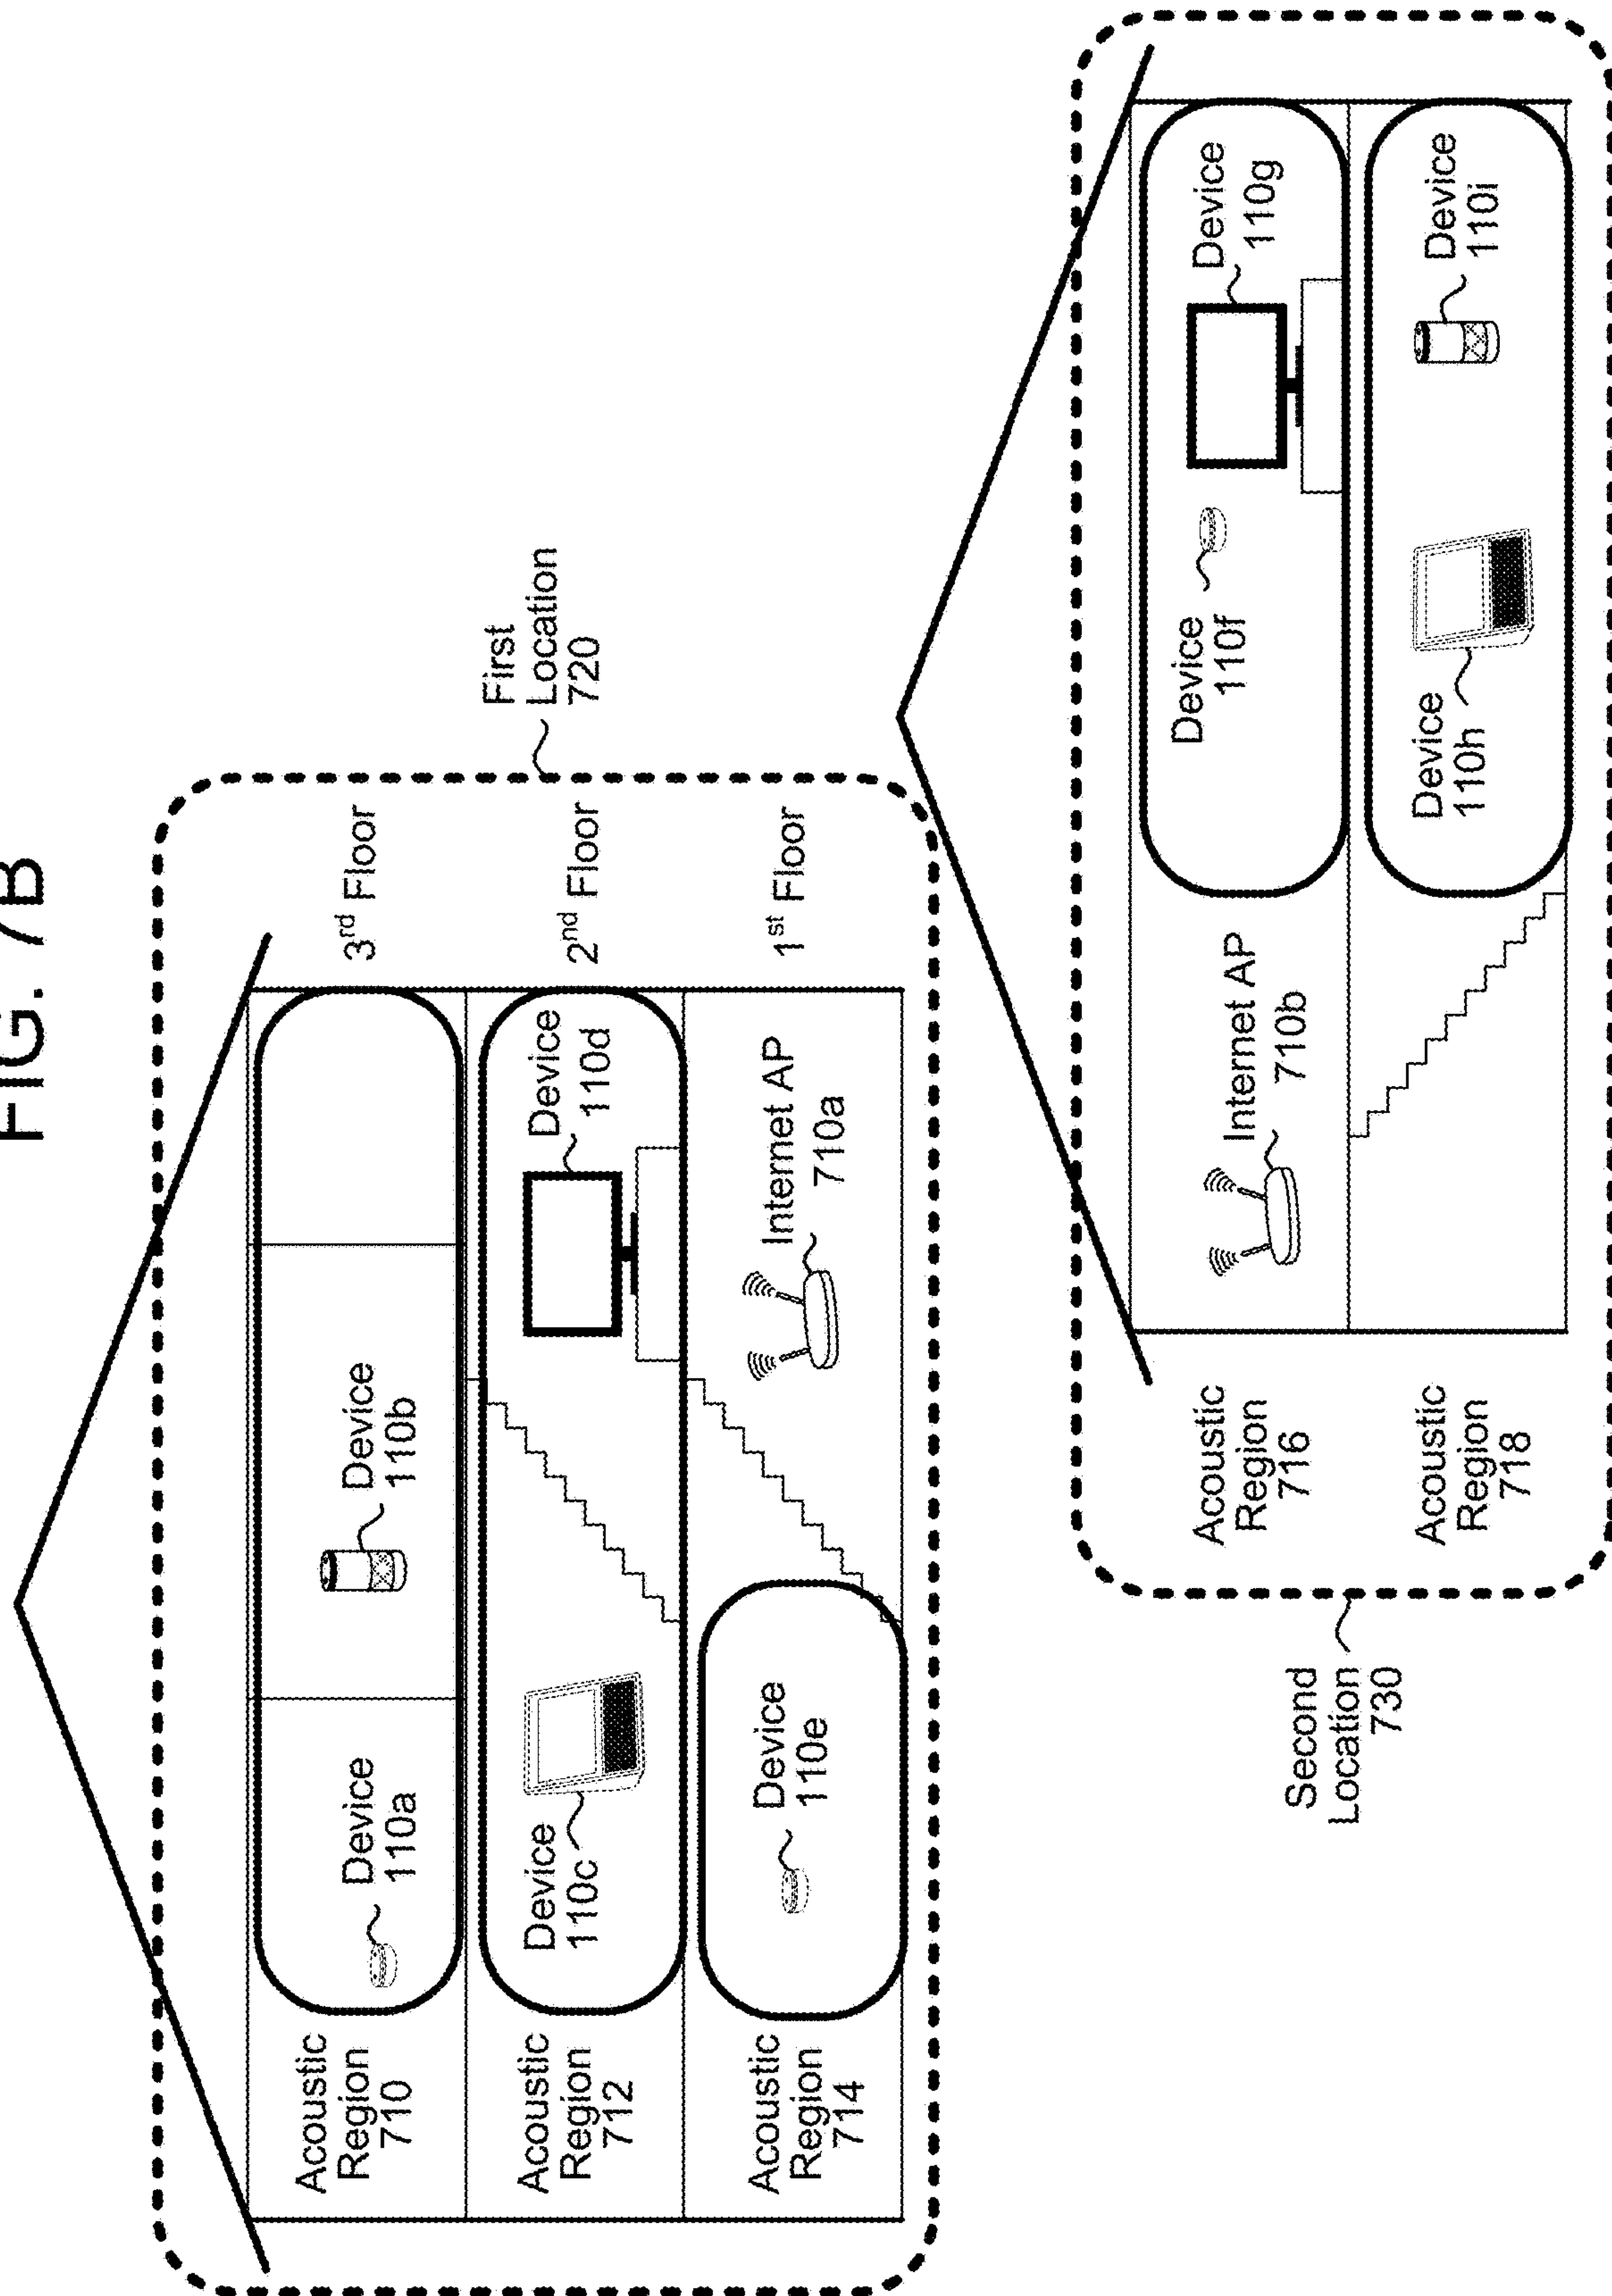 FIG. 7B
Acoustic
Region
710
Device
110a
Device
110b
3rd Floor
Acoustic
Region
712
Device
110c
Device
110d
2nd Floor
Acoustic
Region
714
Device
110e
Internet AP
710a
1st Floor
First
Location
720
Second
Location
730
Acoustic
Region
716
Internet AP
710b
Device
110f
Device
110g
Acoustic
Region
718
Device
110h
Device
110i